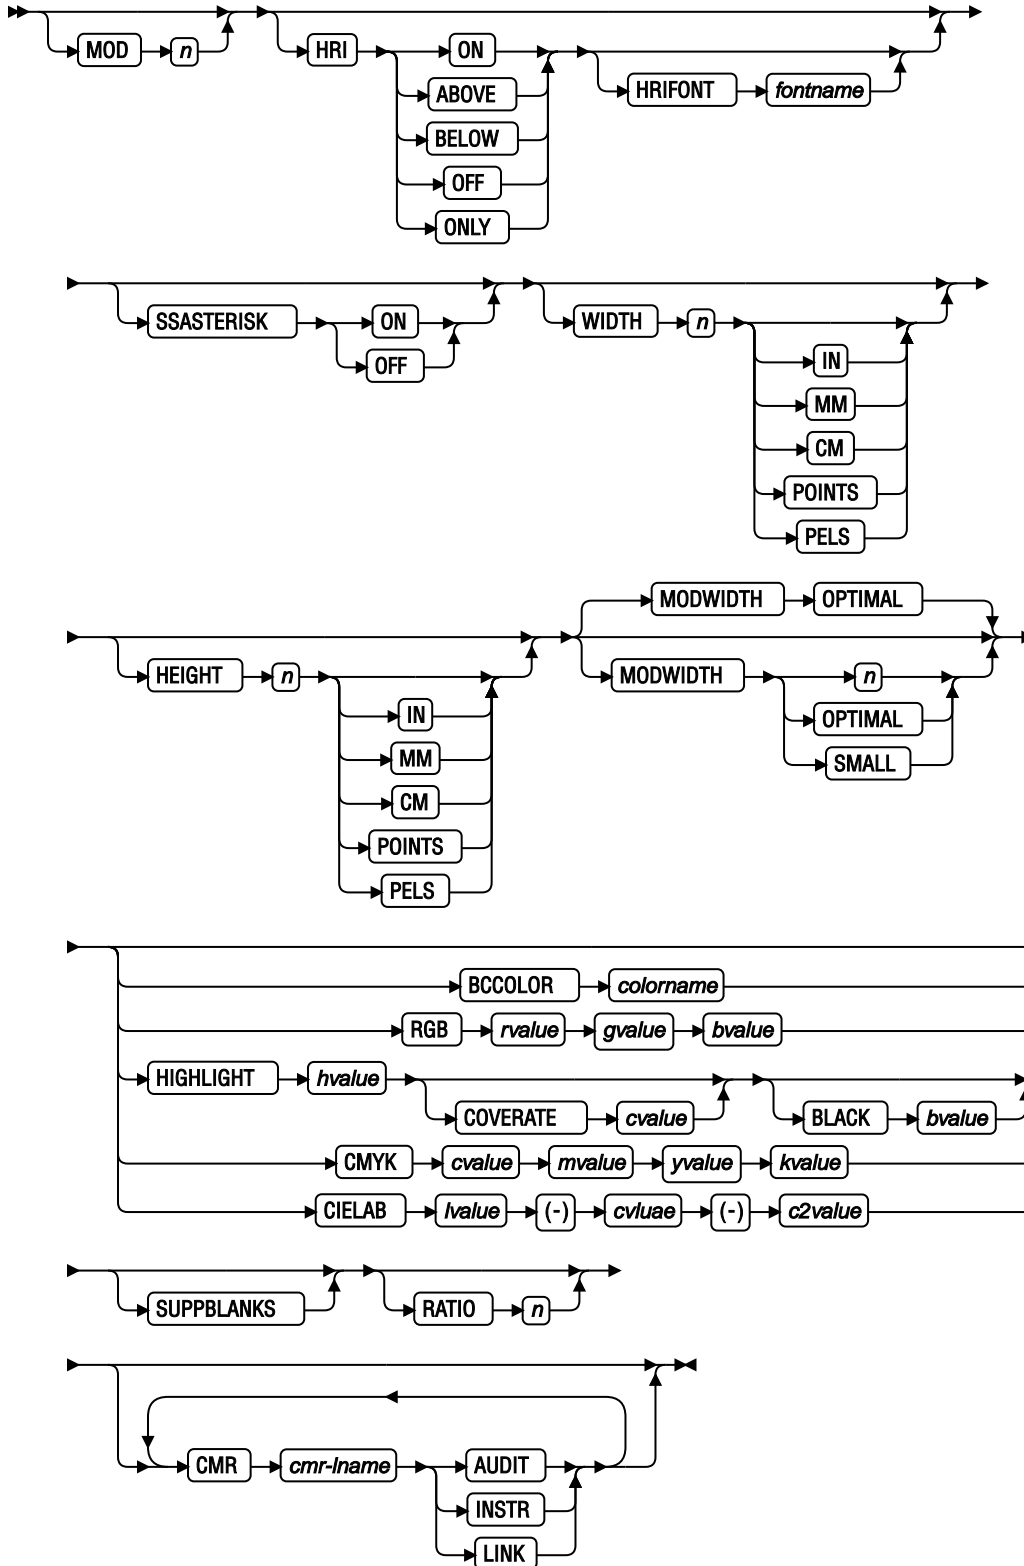 MOD n HRI ON
ABOVE HRIFONT fontname
BELOW
OFF
ONLY
SSASTERISK ON WIDTH n
OFF IN
MM
CM
POINTS
PELS
MODWIDTH OPTIMAL
HEIGHT n MODWIDTH n
IN OPTIMAL
MM SMALL
CM
POINTS
PELS
BCCOLOR colorname
RGB rvalue gvalue bvalue
HIGHLIGHT hvalue
COVERATE cvalue BLACK bvalue
CMYK cvalue mvalue yvalue kvalue
CIELAB lvalue (-) cvluae (-) c2value
SUPPBLANKS RATIO n
CMR cmr-lname AUDIT
INSTR
LINK